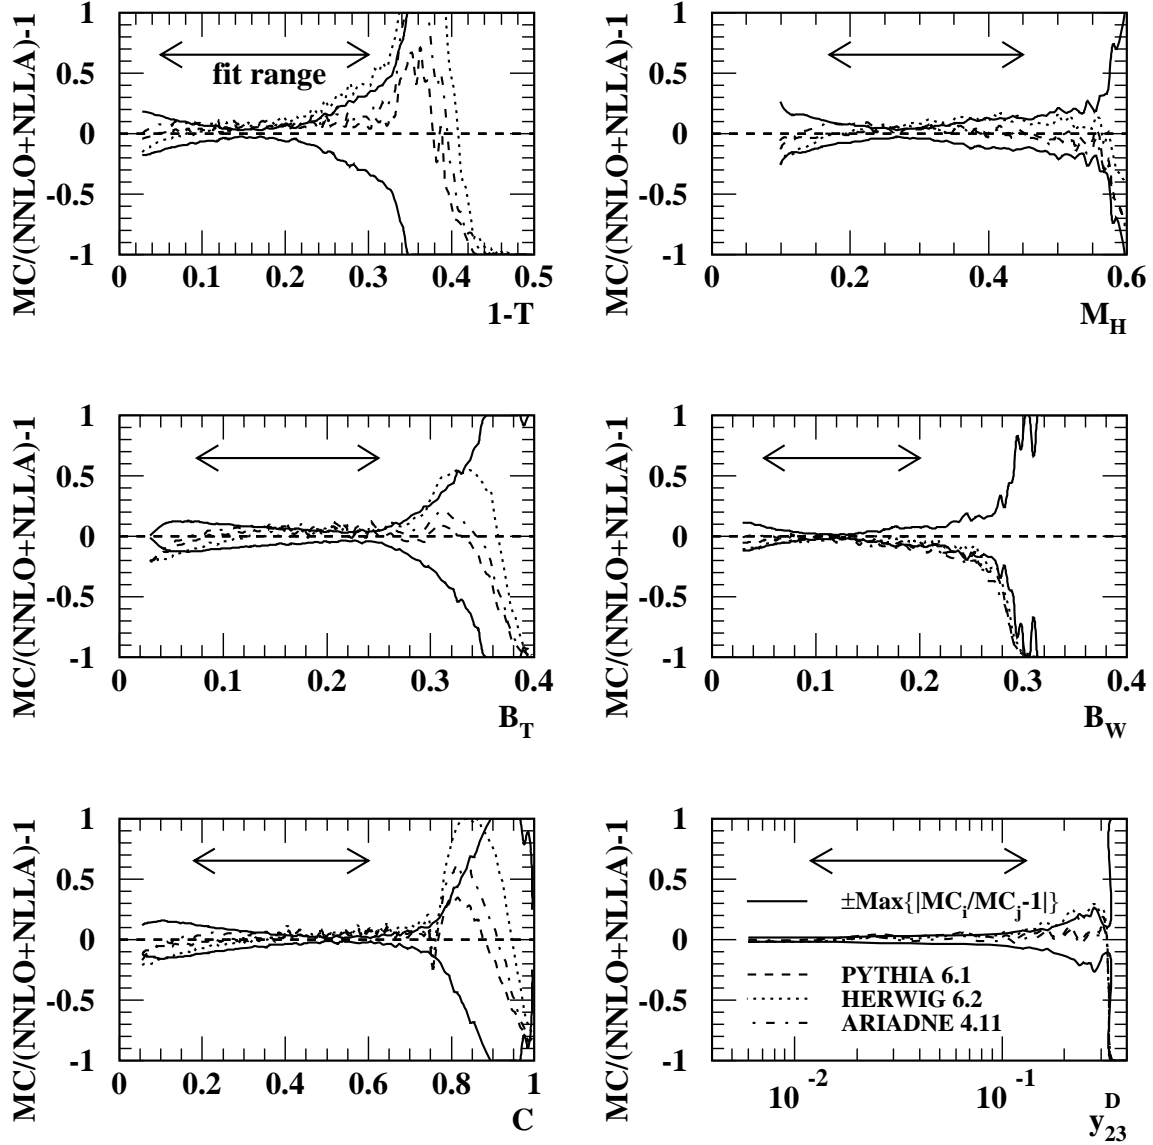 MC/(NNLO+NLLA)-1
1
0.5
0
-0.5
-1
fit range
0 0.1 0.2 0.3 0.4 0.5
1-T
MC/(NNLO+NLLA)-1
1
0.5
0
-0.5
-1
0 0.2 0.4 0.6
M_H
MC/(NNLO+NLLA)-1
1
0.5
0
-0.5
-1
0 0.1 0.2 0.3 0.4
B_T
MC/(NNLO+NLLA)-1
1
0.5
0
-0.5
-1
0 0.1 0.2 0.3 0.4
B_W
MC/(NNLO+NLLA)-1
1
0.5
0
-0.5
-1
0 0.2 0.4 0.6 0.8 1
C
MC/(NNLO+NLLA)-1
1
0.5
0
-0.5
-1
±Max{|MC_i/MC_j-1|}
PYTHIA 6.1
HERWIG 6.2
ARIADNE 4.11
10^-2 10^-1
y_23^D